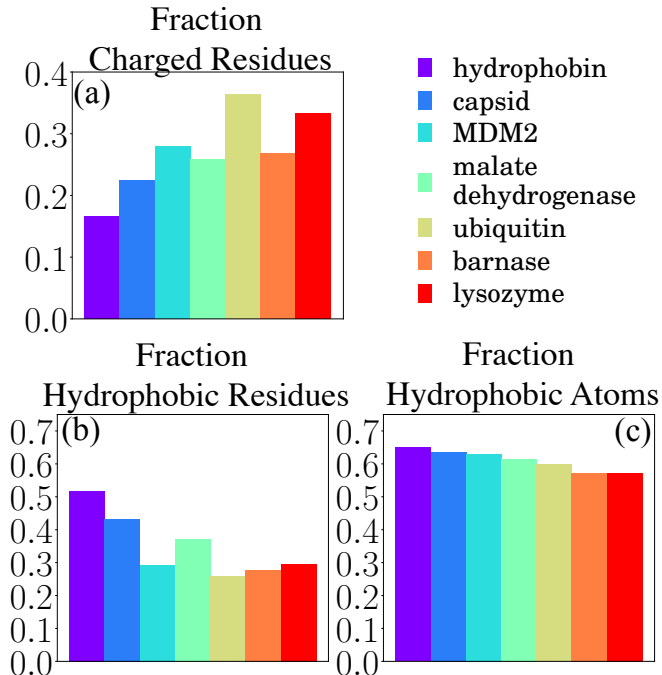 Fraction
Charged Residues
(a)
0.4
0.3
0.2
0.1
0.0
hydrophobin
capsid
MDM2
malate
dehydrogenase
ubiquitin
barnase
lysozyme
Fraction
Hydrophobic Residues
(b)
0.7
0.6
0.5
0.4
0.3
0.2
0.1
0.0
Fraction
Hydrophobic Atoms
(c)
0.7
0.6
0.5
0.4
0.3
0.2
0.1
0.0